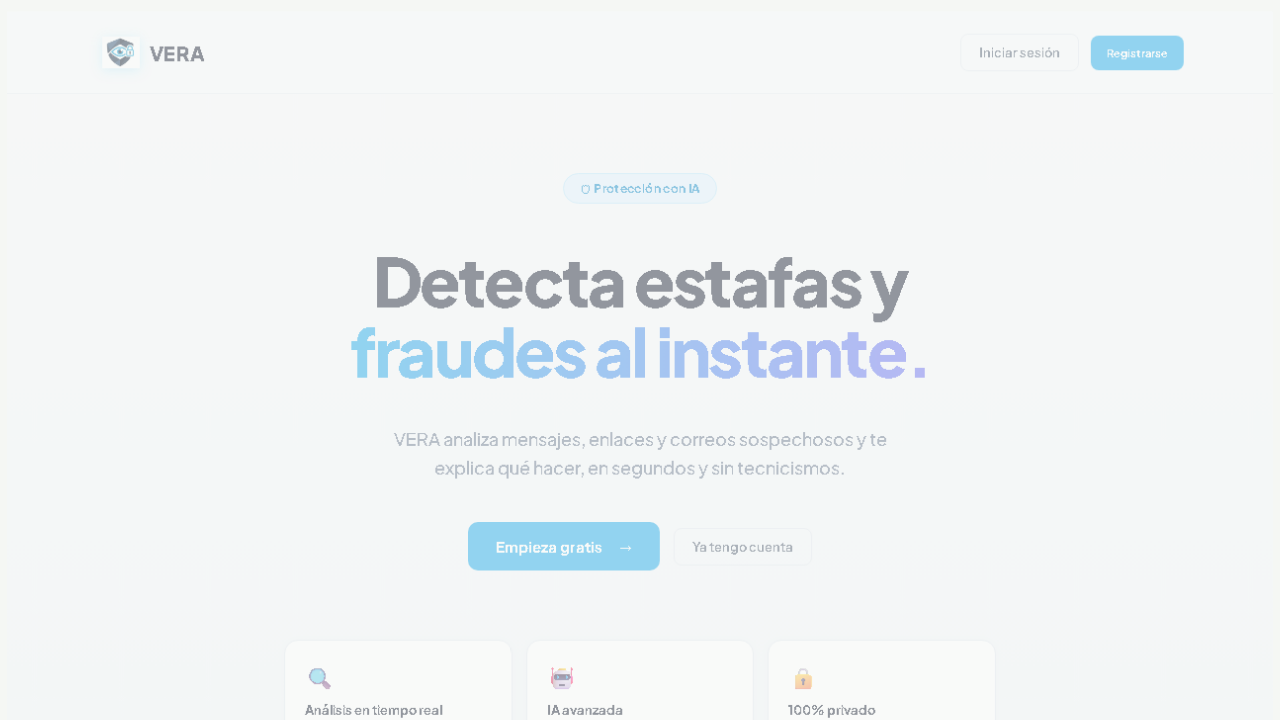 VERA
Iniciar sesión
Registrarse
Protección con IA
Detecta estafas y
fraudes al instante.
VERA analiza mensajes, enlaces y correos sospechosos y te
explica qué hacer, en segundos y sin tecnicismos.
Empieza gratis →
Ya tengo cuenta
Análisis en tiempo real
IA avanzada
100% privado